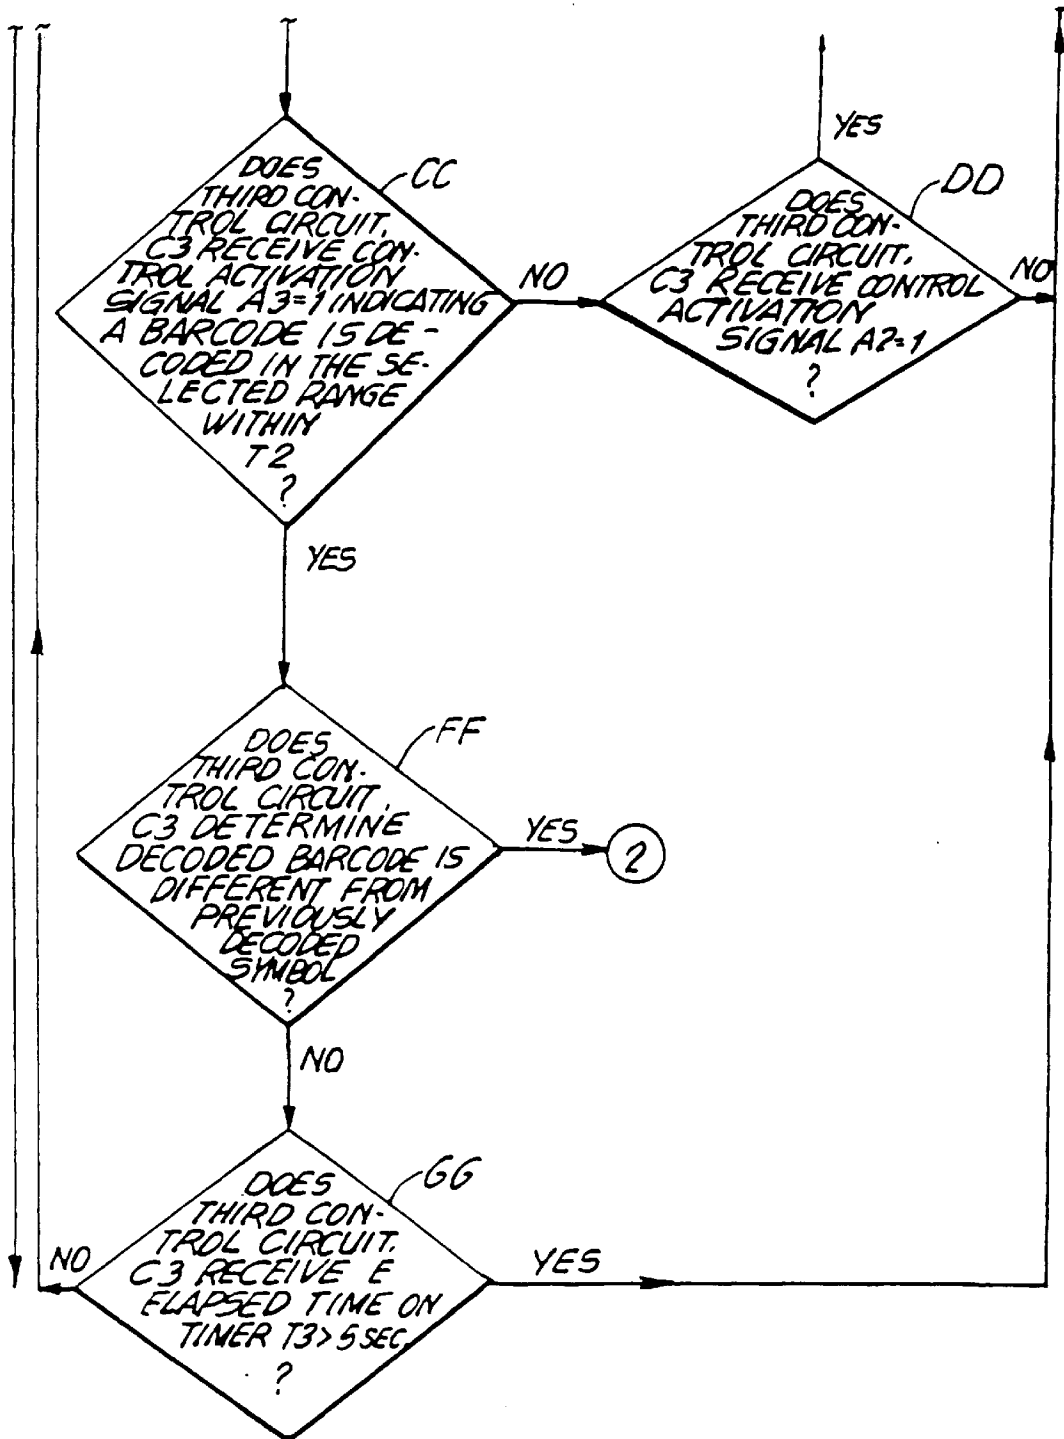 DOES
THIRD CON-
TROL CIRCUIT,
C3 RECEIVE CON-
TROL ACTIVATION
SIGNAL A3=1 INDICATING
A BARCODE IS DE-
CODED IN THE SE-
LECTED RANGE
WITHIN
T2
?
CC
NO
YES
YES
DOES
THIRD CON-
TROL CIRCUIT,
C3 RECEIVE CONTROL
ACTIVATION
SIGNAL A2=1
?
DD
NO
DOES
THIRD CON-
TROL CIRCUIT,
C3 DETERMINE
DECODED BARCODE IS
DIFFERENT FROM
PREVIOUSLY
DECODED
SYMBOL
?
FF
YES
2
NO
DOES
THIRD CON-
TROL CIRCUIT,
C3 RECEIVE E
ELAPSED TIME ON
TIMER T3>5 SEC.
?
GG
NO
YES